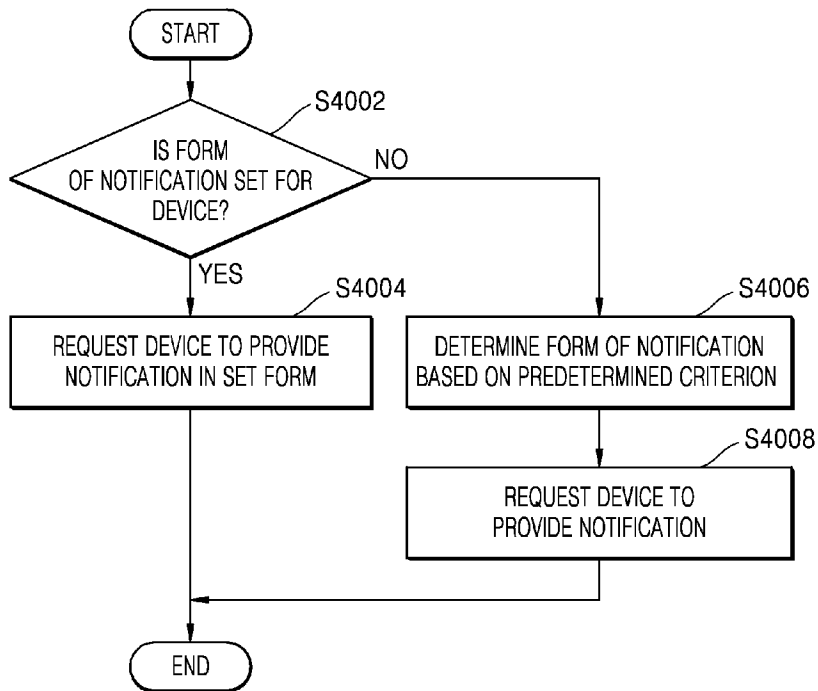 START
S4002
IS FORM
OF NOTIFICATION SET FOR
DEVICE?
NO
YES
S4004
REQUEST DEVICE TO PROVIDE
NOTIFICATION IN SET FORM
S4006
DETERMINE FORM OF NOTIFICATION
BASED ON PREDETERMINED CRITERION
S4008
REQUEST DEVICE TO
PROVIDE NOTIFICATION
END